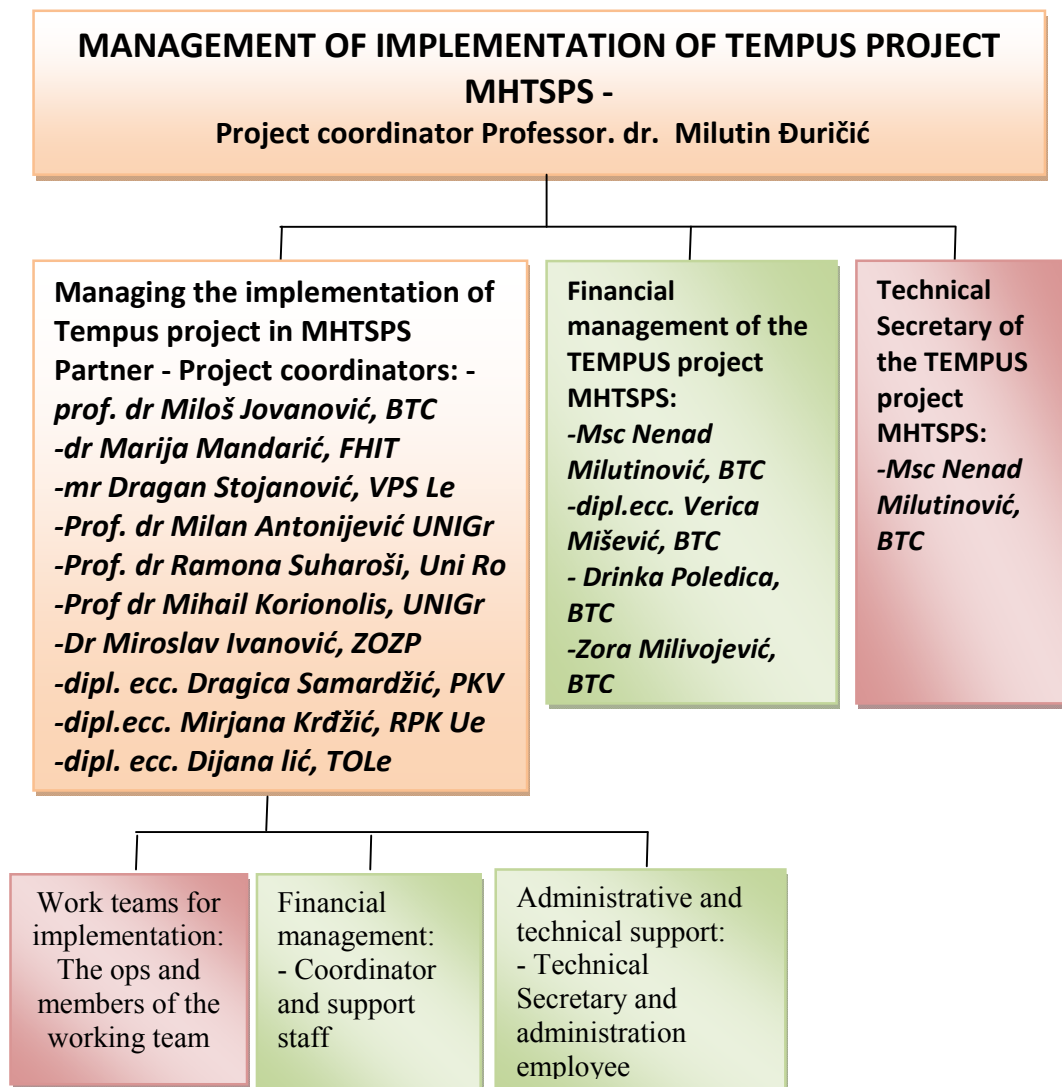 MANAGEMENT OF IMPLEMENTATION OF TEMPUS PROJECT
MHTSPS -
Project coordinator Professor. dr. Milutin Đuričić
Managing the implementation of
Tempus project in MHTSPS
Partner - Project coordinators: -
prof. dr Miloš Jovanović, BTC
-dr Marija Mandarić, FHIT
-mr Dragan Stojanović, VPS Le
-Prof. dr Milan Antonijević UNIGr
-Prof. dr Ramona Suharoši, Uni Ro
-Prof dr Mihail Korionolis, UNIGr
-Dr Miroslav Ivanović, ZOZP
-dipl. ecc. Dragica Samardžić, PKV
-dipl.ecc. Mirjana Krđžić, RPK Ue
-dipl. ecc. Dijana lić, TOLe
Financial
management of the
TEMPUS project
MHTSPS:
-Msc Nenad
Milutinović, BTC
-dipl.ecc. Verica
Mišević, BTC
- Drinka Poledica,
BTC
-Zora Milivojević,
BTC
Technical
Secretary of
the TEMPUS
project
MHTSPS:
-Msc Nenad
Milutinović,
BTC
Work teams for
implementation:
The ops and
members of the
working team
Financial
management:
- Coordinator
and support
staff
Administrative and
technical support:
- Technical
Secretary and
administration
employee